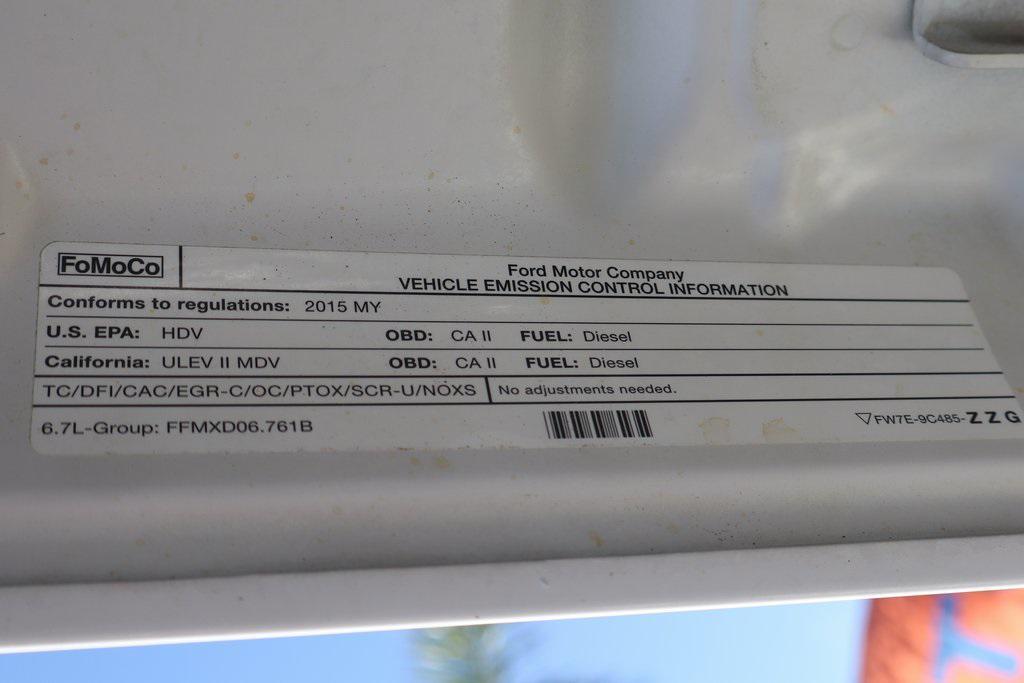 FoMoCo
Ford Motor Company
VEHICLE EMISSION CONTROL INFORMATION
Conforms to regulations: 2015 MY
U.S. EPA: HDV OBD: CA II FUEL: Diesel
California: ULEV II MDV OBD: CA II FUEL: Diesel
TC/DFI/CAC/EGR-C/OC/PTOX/SCR-U/NOXS No adjustments needed.
6.7L-Group: FFMXD06.761B
FW7E-9C485-ZZG